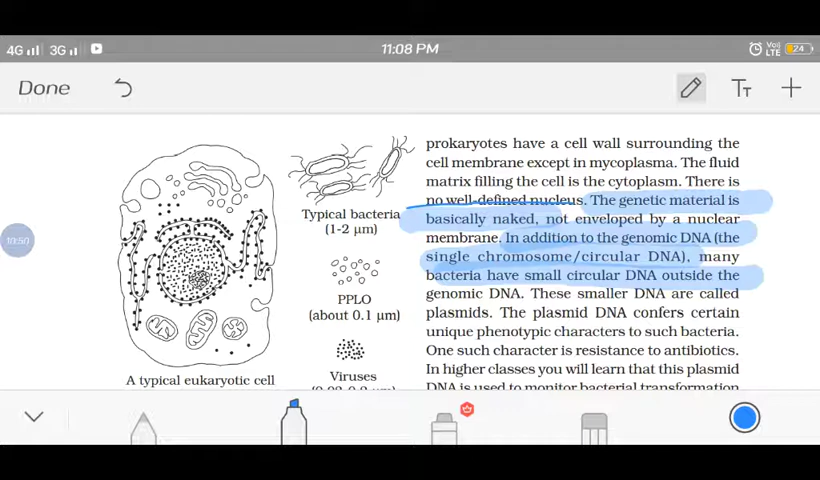 4G 3G 11:08 PM Voj LTE 24
Done
prokaryotes have a cell wall surrounding the
cell membrane except in mycoplasma. The fluid
matrix filling the cell is the cytoplasm. There is
no well-defined nucleus. The genetic material is
basically naked, not enveloped by a nuclear
membrane. In addition to the genomic DNA (the
single chromosome/circular DNA), many
bacteria have small circular DNA outside the
genomic DNA. These smaller DNA are called
plasmids. The plasmid DNA confers certain
unique phenotypic characters to such bacteria.
One such character is resistance to antibiotics.
In higher classes you will learn that this plasmid
DNA is used to monitor bacterial transformation
Typical bacteria
(1-2 μm)
PPLO
(about 0.1 μm)
Viruses
A typical eukaryotic cell
Tт